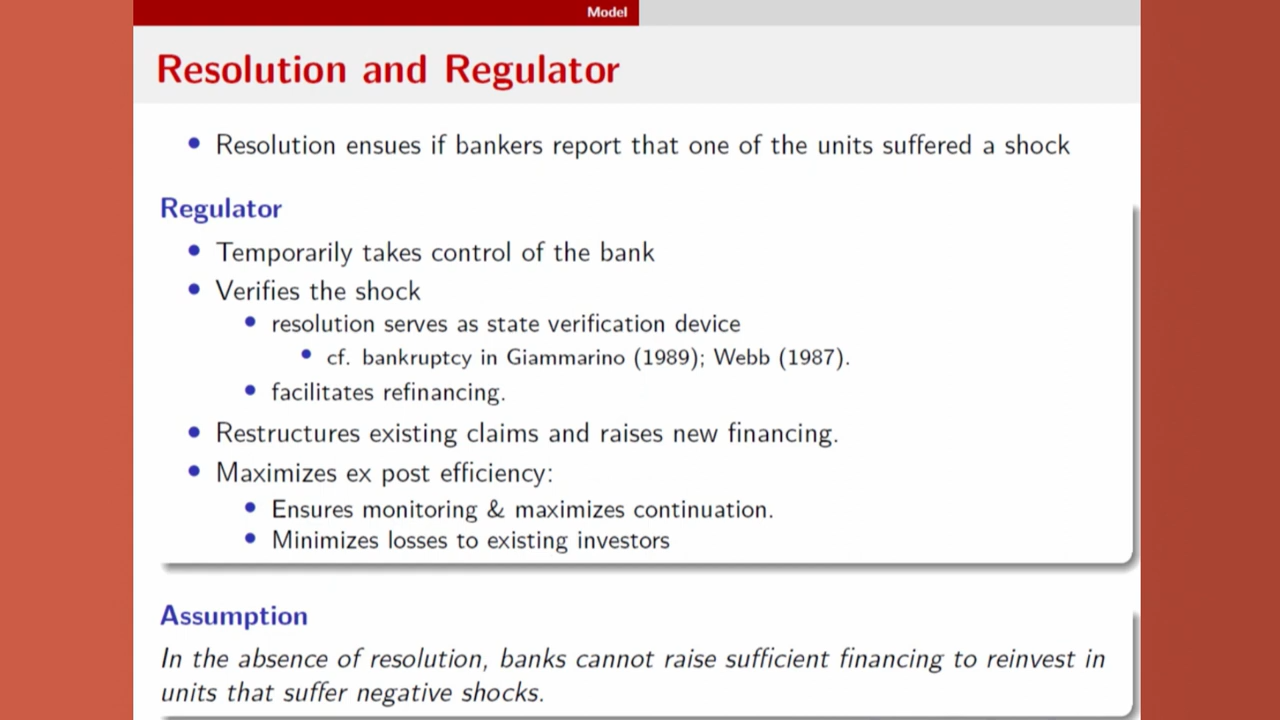 Model
Resolution and Regulator
• Resolution ensues if bankers report that one of the units suffered a shock
Regulator
• Temporarily takes control of the bank
• Verifies the shock
• resolution serves as state verification device
• cf. bankruptcy in Giammarino (1989); Webb (1987).
• facilitates refinancing.
• Restructures existing claims and raises new financing.
• Maximizes ex post efficiency:
• Ensures monitoring & maximizes continuation.
• Minimizes losses to existing investors
Assumption
In the absence of resolution, banks cannot raise sufficient financing to reinvest in
units that suffer negative shocks.